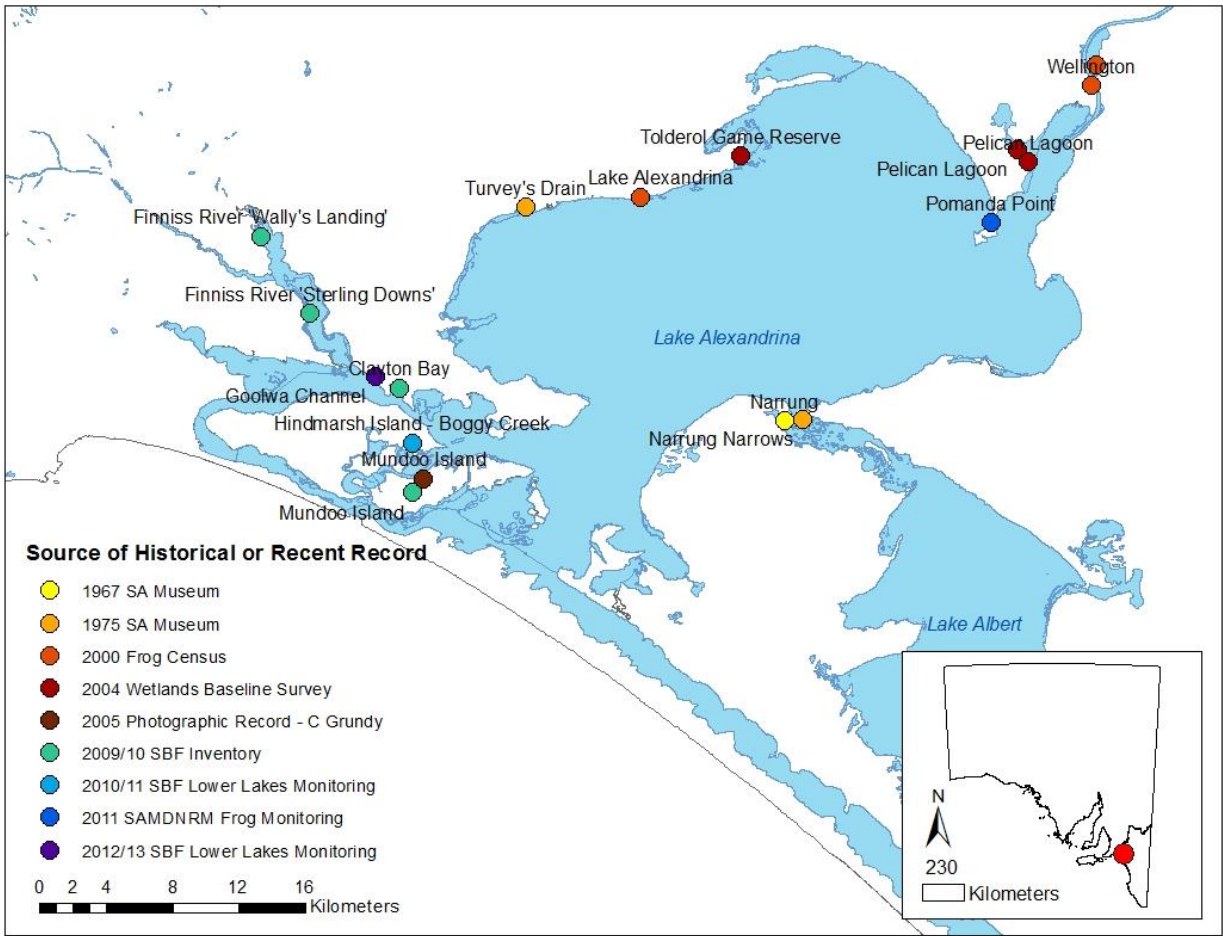 Wellington
Tolderol Game Reserve
Pelican Lagoon
Pelican Lagoon
Lake Alexandrina
Turvey's Drain
Pomanda Point
Finniss River 'Wally's Landing'
Finniss River 'Sterling Downs'
Lake Alexandrina
Clayton Bay
Goolwa Channel
Narrung
Hindmarsh Island - Boggy Creek
Narrung Narrows
Mundoo Island
Mundoo Island
Source of Historical or Recent Record
1967 SA Museum
1975 SA Museum
2000 Frog Census
2004 Wetlands Baseline Survey
2005 Photographic Record - C Grundy
2009/10 SBF Inventory
2010/11 SBF Lower Lakes Monitoring
2011 SAMDNRM Frog Monitoring
2012/13 SBF Lower Lakes Monitoring
0 2 4 8 12 16
Kilometers
Lake Albert
N
230
Kilometers